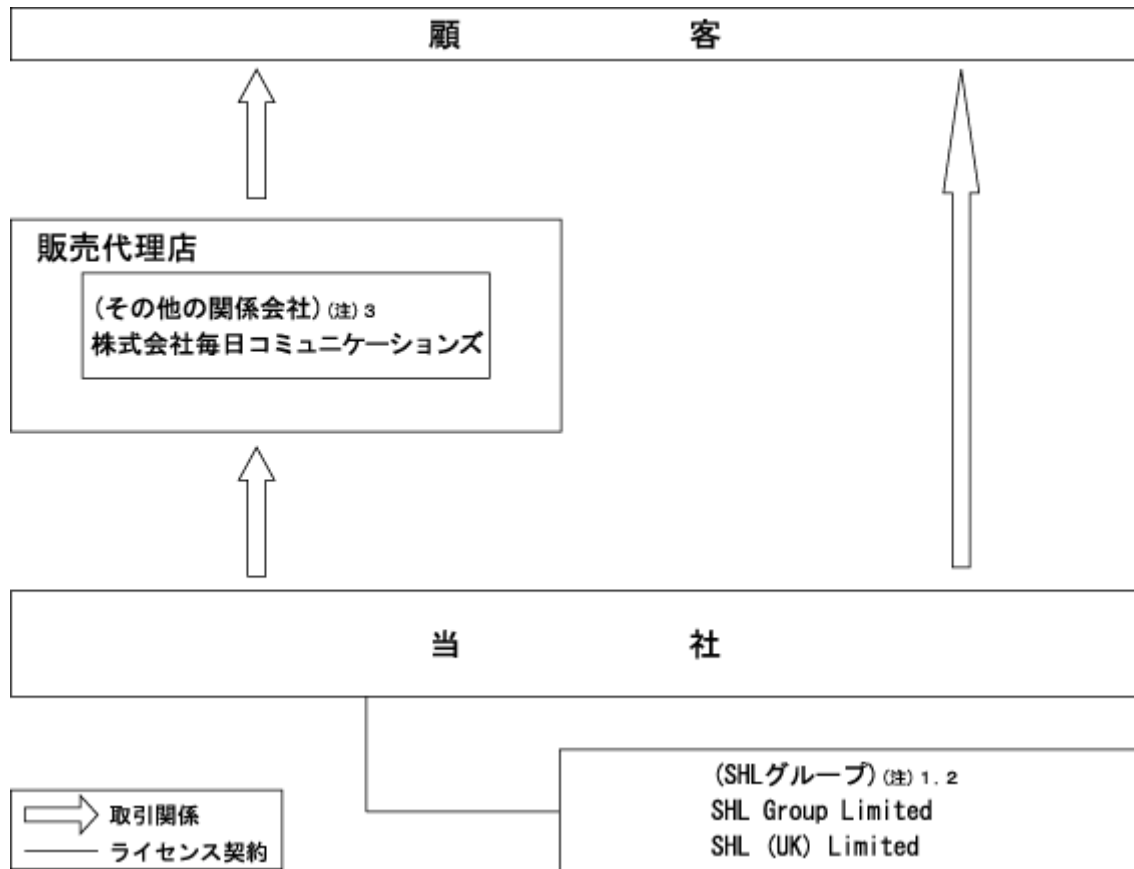 顧 客
販売代理店
(その他の関係会社)(注)3
株式会社毎日コミュニケーションズ
当 社
(SHLグループ)(注)1.2
SHL Group Limited
SHL (UK) Limited
取引関係
ライセンス契約